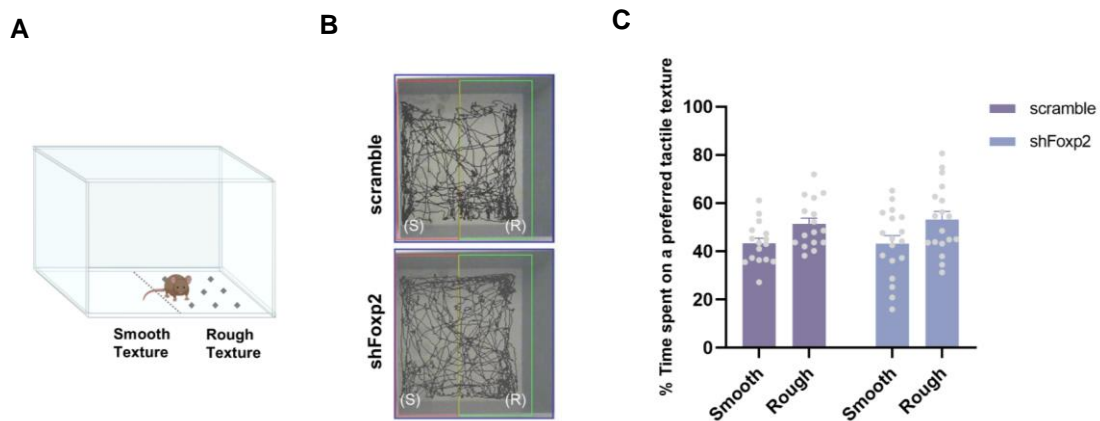 A
B
C
Smooth
Texture
Rough
Texture
scramble
(S)
(R)
shFoxp2
(S)
(R)
% Time spent on a preferred tactile texture
100
80
60
40
20
0
Smooth
Rough
Smooth
Rough
scramble
shFoxp2